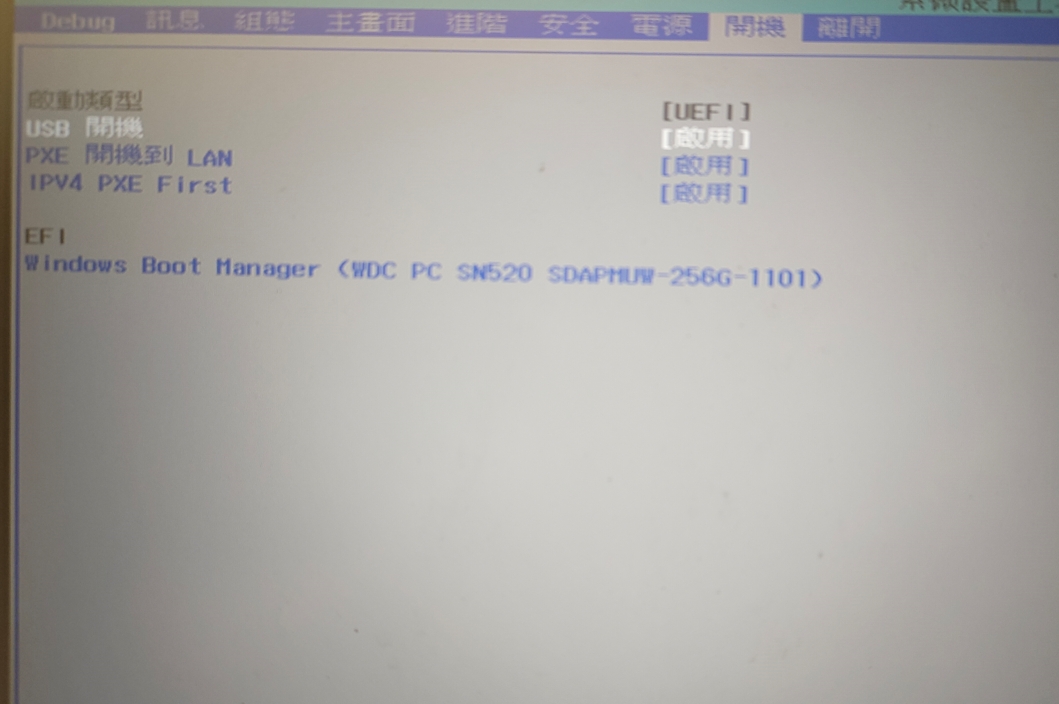 Debug 訊息 組態 主畫面 進階 安全 電源 開機 離開
啟動類型 [UEFI]
USB 開機 [啟用]
PXE 開機到 LAN [啟用]
IPV4 PXE First [啟用]
EFI
Windows Boot Manager (WDC PC SN520 SDAPMUW-256G-1101)